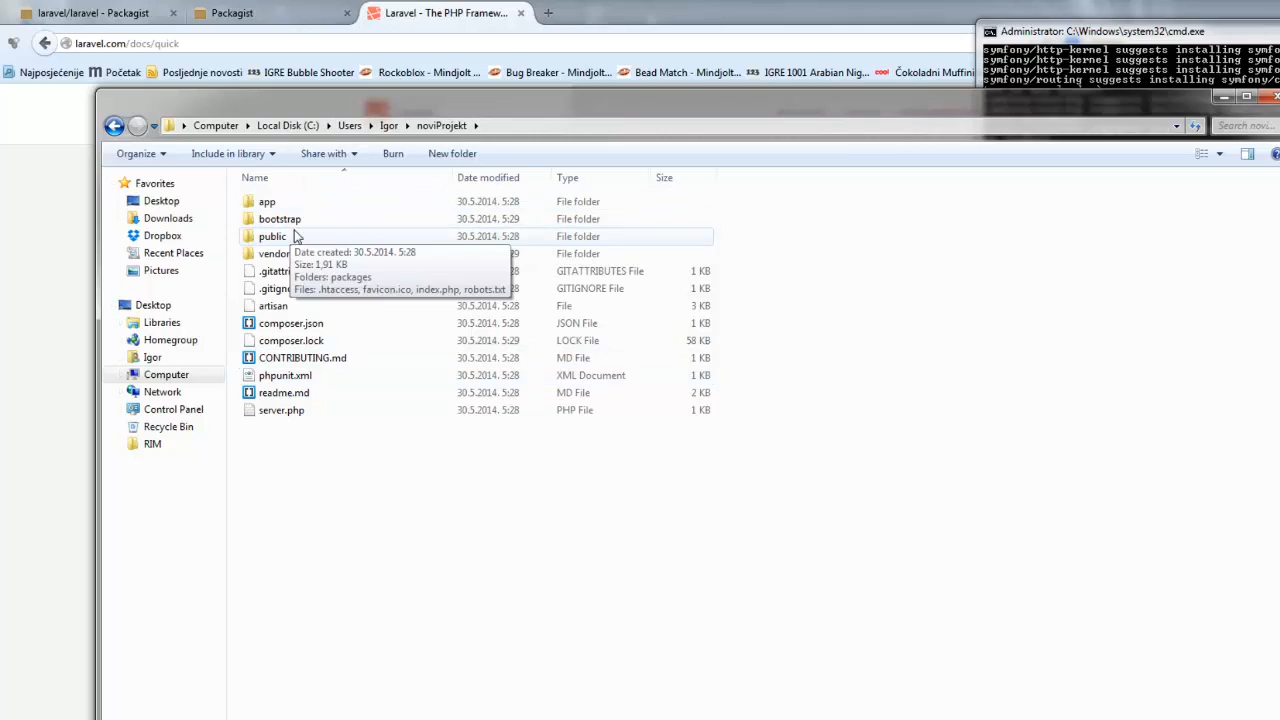 laravel/laravel - Packagist
Packagist
Laravel - The PHP Framew...
Administrator: C:\Windows\system32\cmd.exe
laravel.com/docs/quick
symfony/http-kernel suggests installing symfo
symfony/http-kernel suggests installing symfo
symfony/http-kernel suggests installing symfo
symfony/routing suggests installing symfony/c
Najposjećenije
Početak
Posljednje novosti
IGRE Bubble Shooter
Rockoblox - Mindjolt ...
Bug Breaker - Mindjolt...
Bead Match - Mindjolt...
IGRE 1001 Arabian Nig...
Čokoladni Muffini
Computer
Local Disk (C:)
Users
Igor
noviProjekt
Search novi...
Organize
Include in library
Share with
Burn
New folder
Name Date modified Type Size
Favorites
Desktop
Downloads
Dropbox
Recent Places
Pictures
Desktop
Libraries
Homegroup
Igor
Computer
Network
Control Panel
Recycle Bin
RIM
app 30.5.2014. 5:28 File folder
bootstrap 30.5.2014. 5:29 File folder
public 30.5.2014. 5:28 File folder
vendor 29 File folder
.gitattri 28 GITATTRIBUTES File 1 KB
.gitigno 28 GITIGNORE File 1 KB
artisan 30.5.2014. 5:28 File 3 KB
composer.json 30.5.2014. 5:28 JSON File 1 KB
composer.lock 30.5.2014. 5:29 LOCK File 58 KB
CONTRIBUTING.md 30.5.2014. 5:28 MD File 1 KB
phpunit.xml 30.5.2014. 5:28 XML Document 1 KB
readme.md 30.5.2014. 5:28 MD File 2 KB
server.php 30.5.2014. 5:28 PHP File 1 KB
Date created: 30.5.2014. 5:28
Size: 1,91 KB
Folders: packages
Files: .htaccess, favicon.ico, index.php, robots.txt